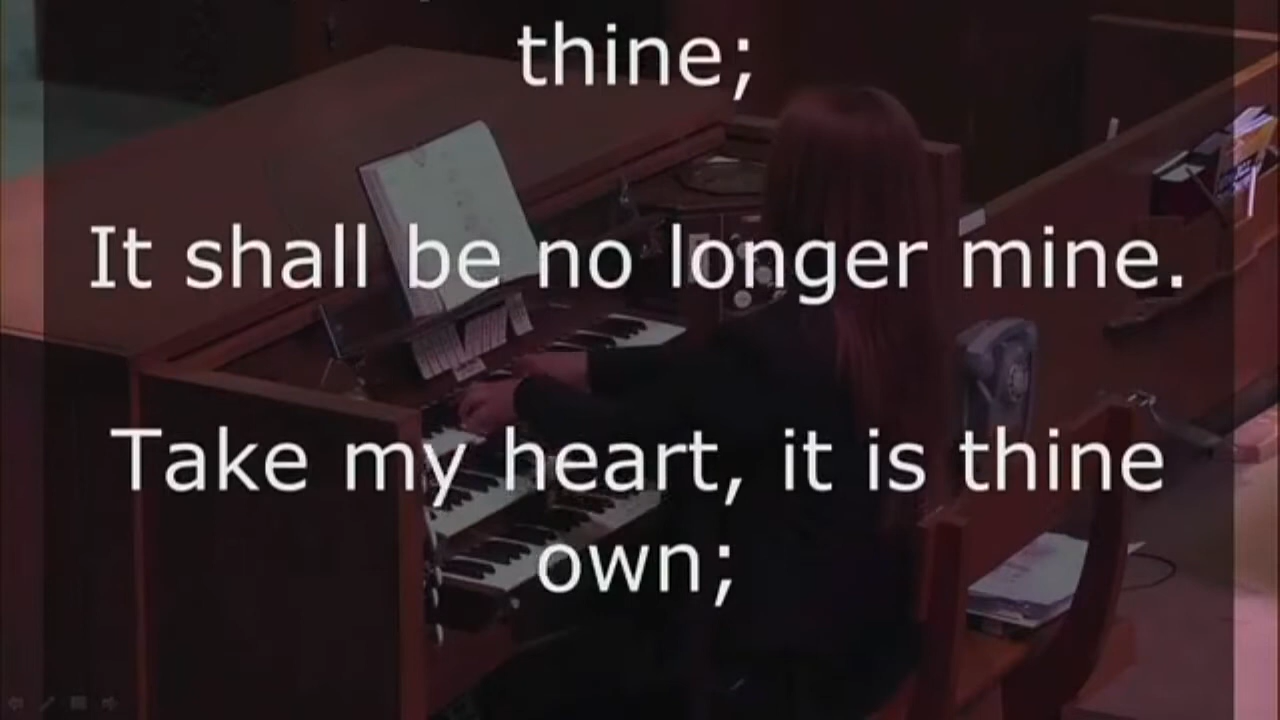 thine;
It shall be no longer mine.
Take my heart, it is thine
own;